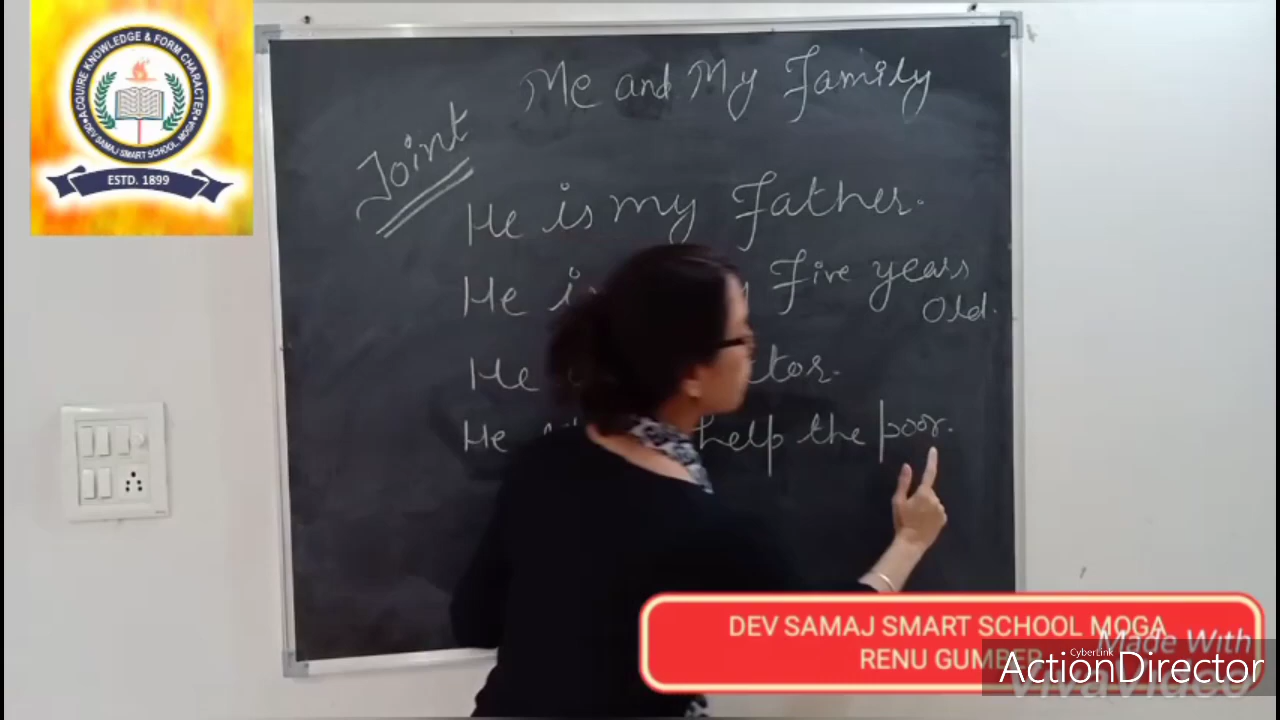 ACQUIRE KNOWLEDGE & FORM CHARACTER
DEV SAMAJ SMART SCHOOL, MOGA
ESTD. 1899
Me and My Family
Joint
He is my Father.
He Five years
Old.
He
He help the poor.
DEV SAMAJ SMART SCHOOL MOGA
RENU GUMBER
Made With
CyberLink
ActionDirector
VivaVideo